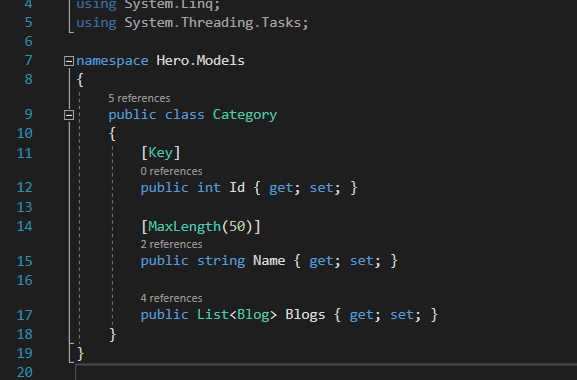 4 using System.Linq;
5 using System.Threading.Tasks;
6
7 namespace Hero.Models
8 {
5 references
9 public class Category
10 {
11 [Key]
0 references
12 public int Id { get; set; }
13
14 [MaxLength(50)]
2 references
15 public string Name { get; set; }
16
4 references
17 public List<Blog> Blogs { get; set; }
18 }
19 }
20